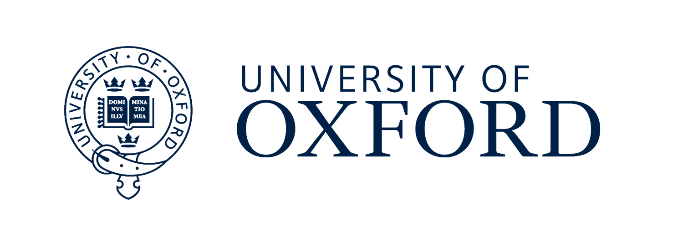 UNIVERSITY · OF · OXFORD
DOMI MINA
NVS TIO
ILLV MEA
UNIVERSITY OF
OXFORD